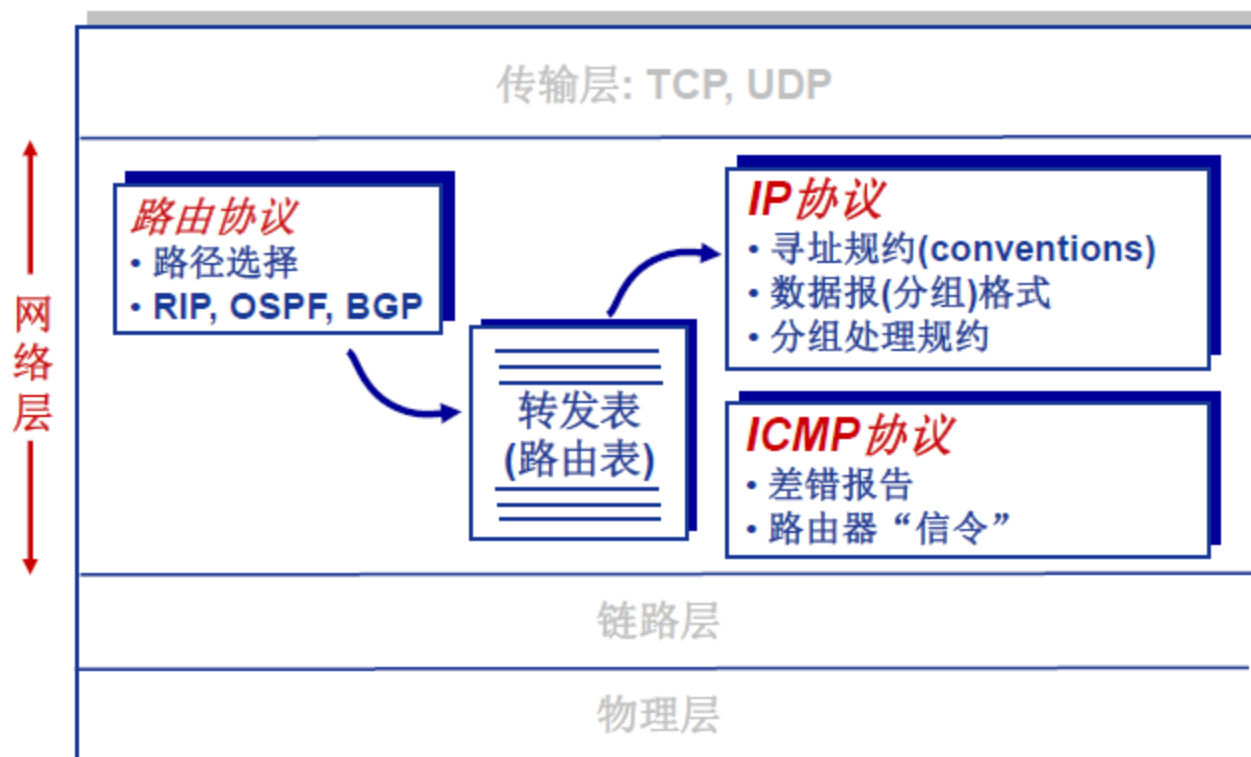 传输层: TCP, UDP
网络层
路由协议
• 路径选择
• RIP, OSPF, BGP
转发表
(路由表)
IP协议
• 寻址规约(conventions)
• 数据报(分组)格式
• 分组处理规约
ICMP协议
• 差错报告
• 路由器“信令”
链路层
物理层